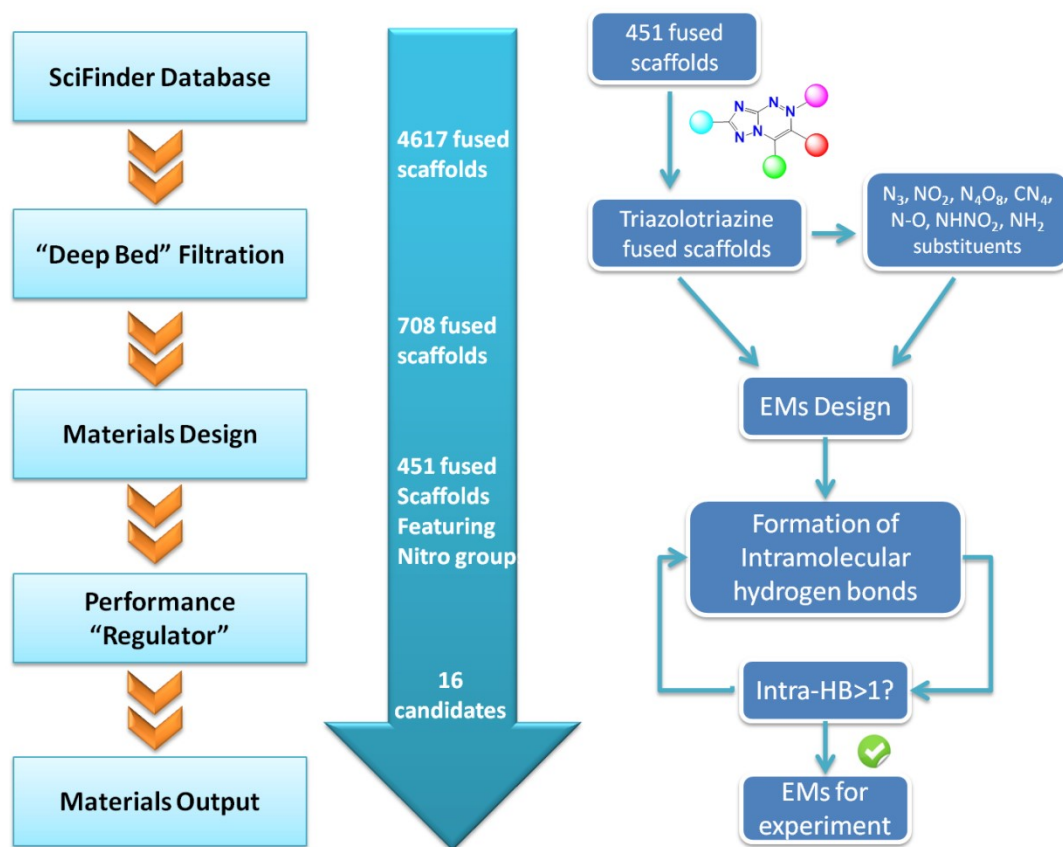 SciFinder Database
“Deep Bed” Filtration
Materials Design
Performance
“Regulator”
Materials Output
4617 fused
scaffolds
708 fused
scaffolds
451 fused
Scaffolds
Featuring
Nitro group
16
candidates
451 fused
scaffolds
N N N N N N
Triazolotriazine
fused scaffolds
N₃, NO₂, N₄O₈, CN₄,
N-O, NHNO₂, NH₂
substituents
EMs Design
Formation of
Intramolecular
hydrogen bonds
Intra-HB>1?
EMs for
experiment